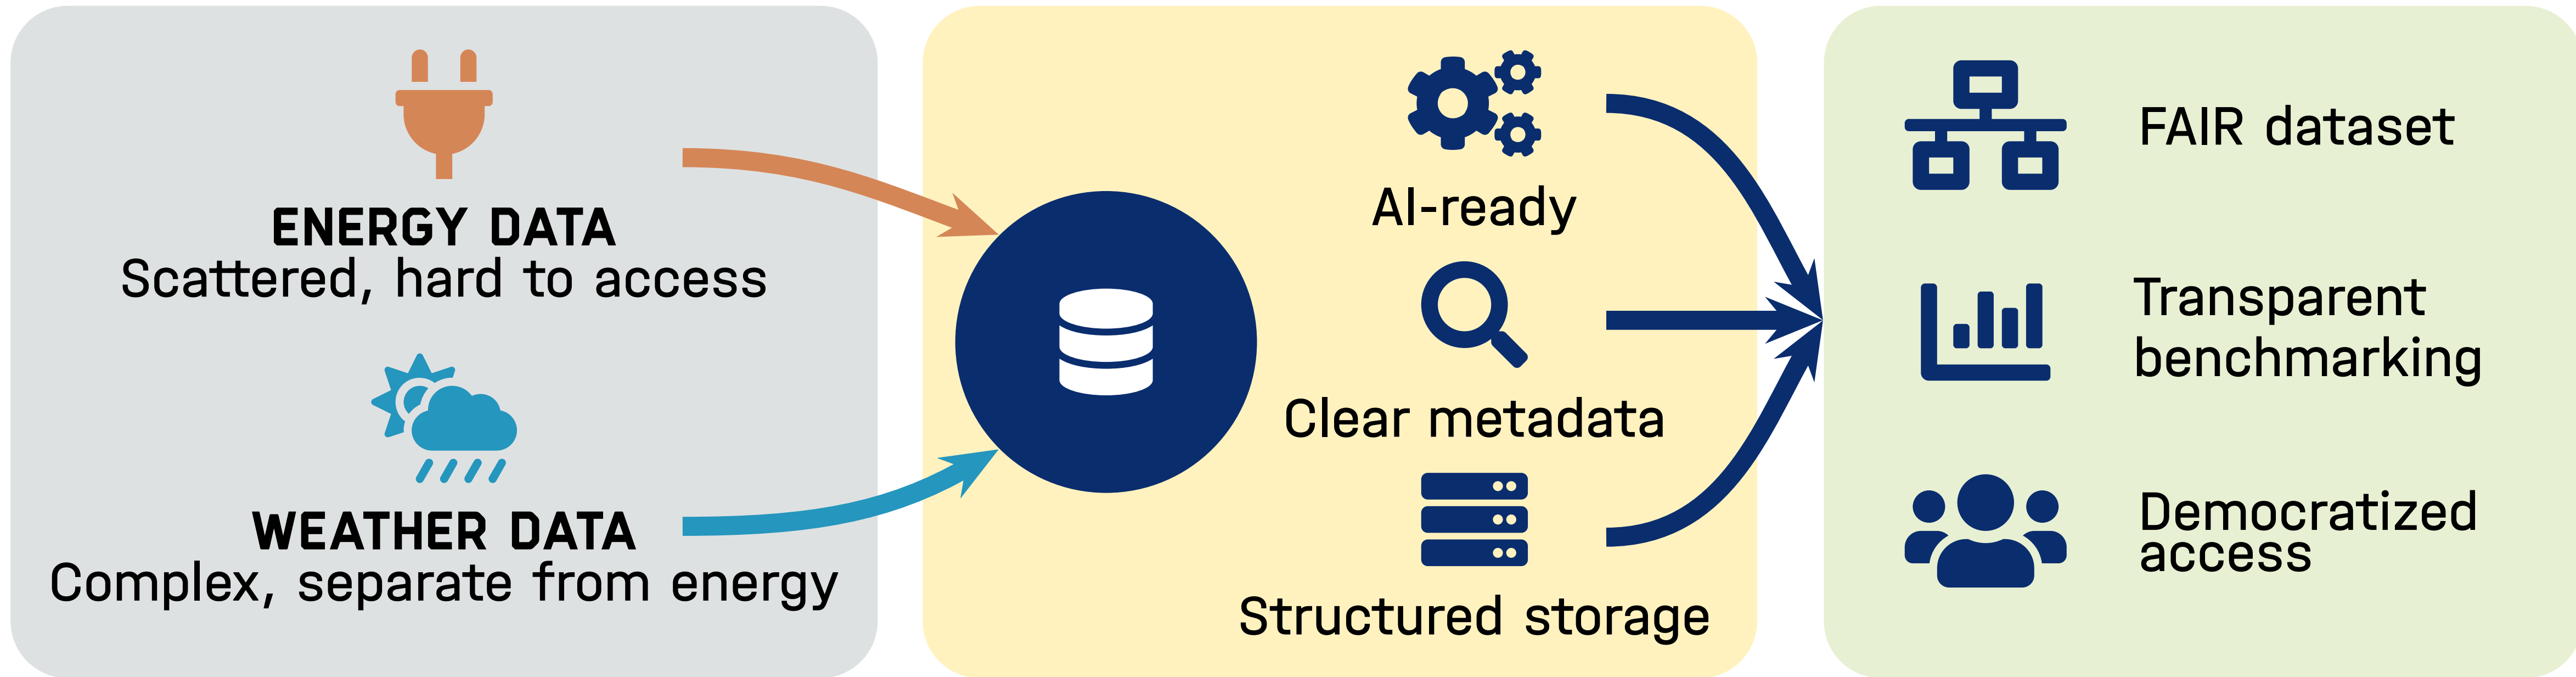 ENERGY DATA
Scattered, hard to access
WEATHER DATA
Complex, separate from energy
AI-ready
Clear metadata
Structured storage
FAIR dataset
Transparent
benchmarking
Democratized
access